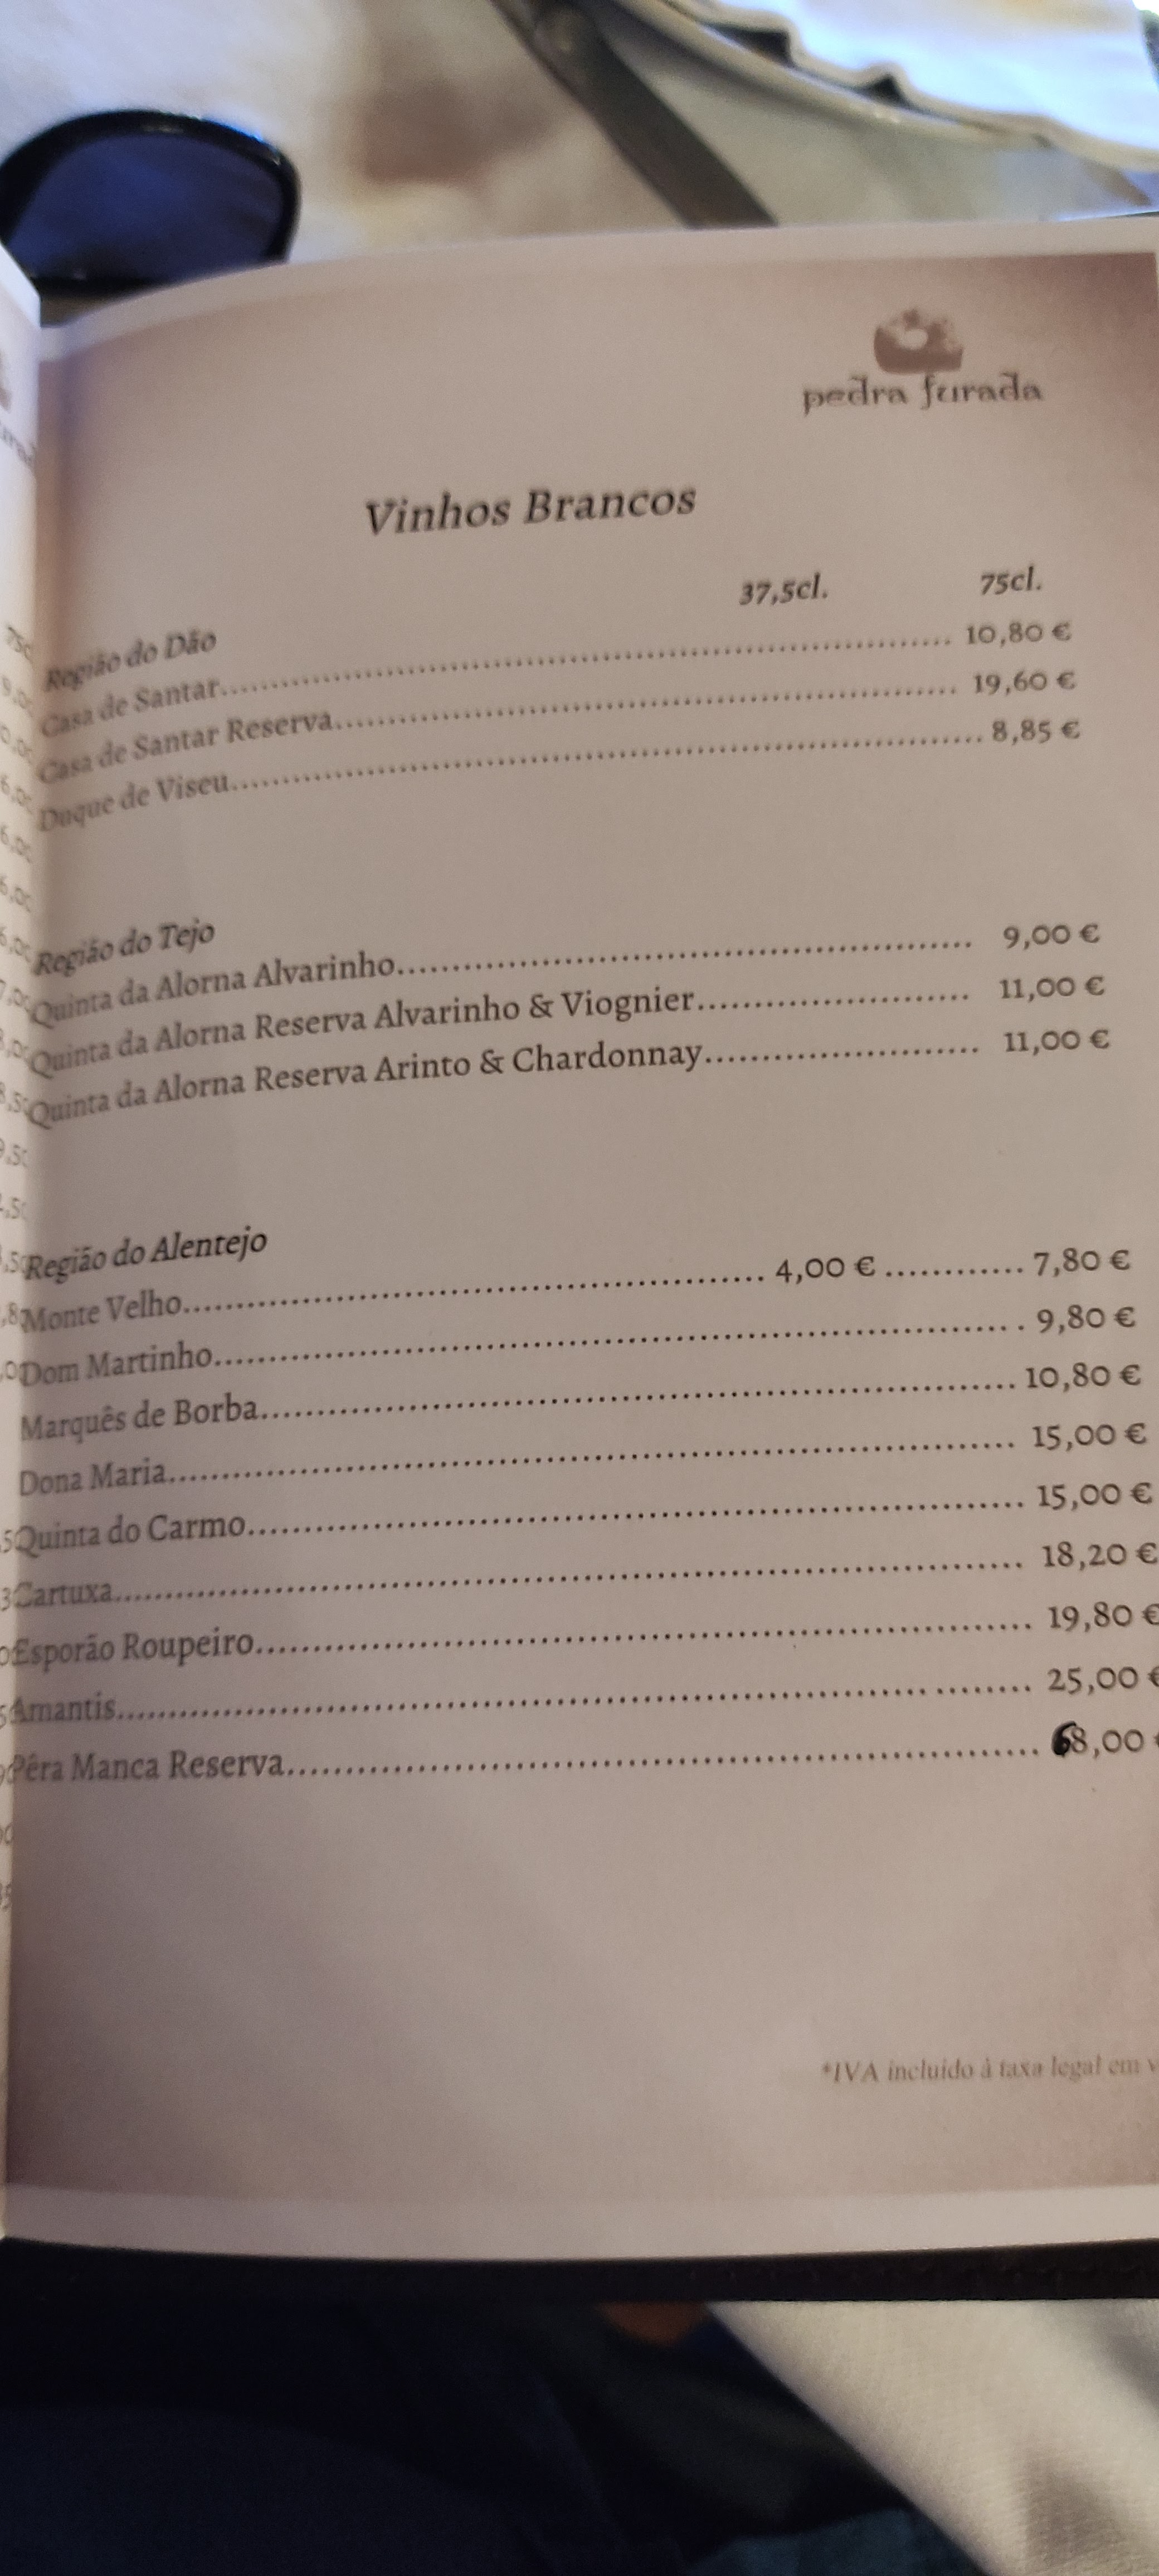 pedra furada
Vinhos Brancos
37,5cl. 75cl.
Região do Dão
Casa de Santar........ 10,80 €
Casa de Santar Reserva........ 19,60 €
Duque de Viseu........ 8,85 €
Região do Tejo
Quinta da Alorna Alvarinho........ 9,00 €
Quinta da Alorna Reserva Alvarinho & Viognier........ 11,00 €
Quinta da Alorna Reserva Arinto & Chardonnay........ 11,00 €
Região do Alentejo
Monte Velho........ 4,00 € ........ 7,80 €
Dom Martinho........ 9,80 €
Marquês de Borba........ 10,80 €
Dona Maria........ 15,00 €
Quinta do Carmo........ 15,00 €
Cartuxa........ 18,20 €
Esporão Roupeiro........ 19,80 €
Amantis........ 25,00 €
Pêra Manca Reserva........ 68,00 €
*IVA incluído à taxa legal em